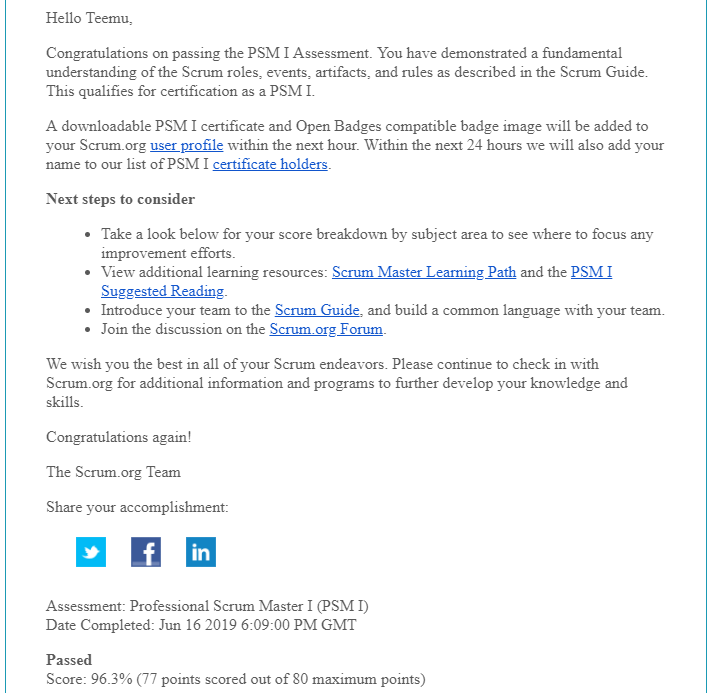 Hello Teemu,
Congratulations on passing the PSM I Assessment. You have demonstrated a fundamental
understanding of the Scrum roles, events, artifacts, and rules as described in the Scrum Guide.
This qualifies for certification as a PSM I.
A downloadable PSM I certificate and Open Badges compatible badge image will be added to
your Scrum.org user profile within the next hour. Within the next 24 hours we will also add your
name to our list of PSM I certificate holders.
Next steps to consider
• Take a look below for your score breakdown by subject area to see where to focus any
improvement efforts.
• View additional learning resources: Scrum Master Learning Path and the PSM I
Suggested Reading.
• Introduce your team to the Scrum Guide, and build a common language with your team.
• Join the discussion on the Scrum.org Forum.
We wish you the best in all of your Scrum endeavors. Please continue to check in with
Scrum.org for additional information and programs to further develop your knowledge and
skills.
Congratulations again!
The Scrum.org Team
Share your accomplishment:
f in
Assessment: Professional Scrum Master I (PSM I)
Date Completed: Jun 16 2019 6:09:00 PM GMT
Passed
Score: 96.3% (77 points scored out of 80 maximum points)